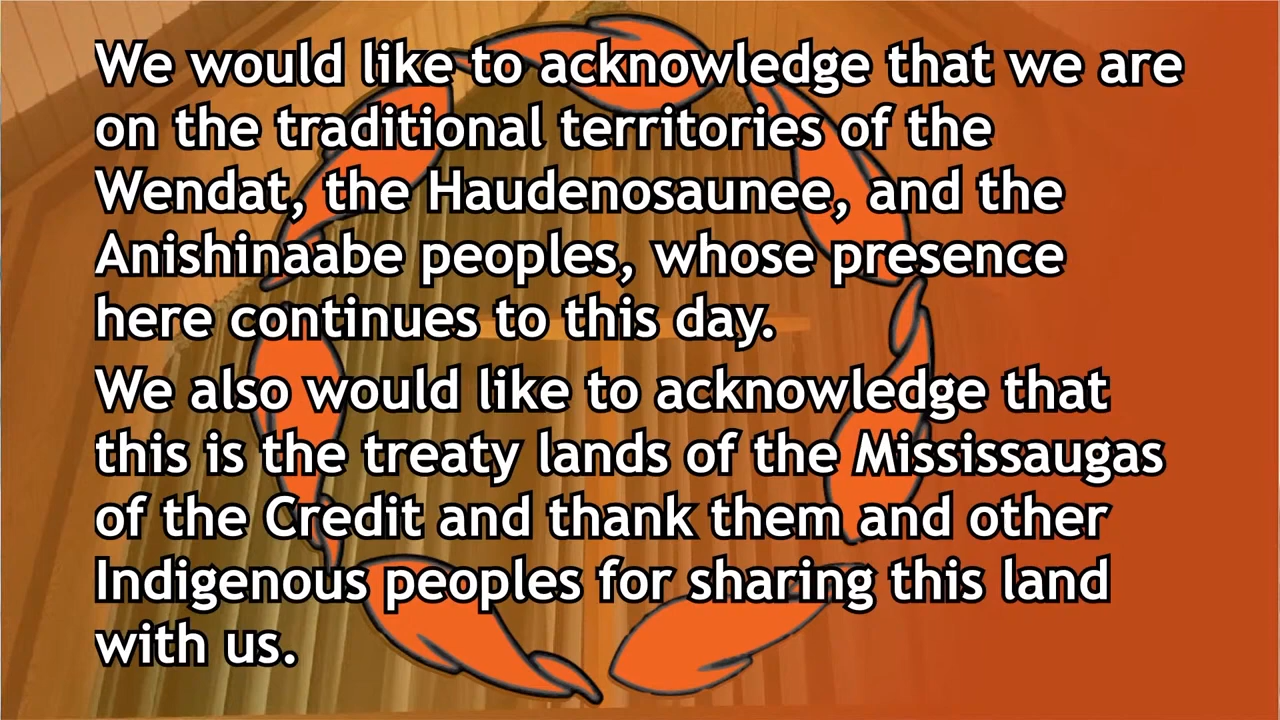 We would like to acknowledge that we are
on the traditional territories of the
Wendat, the Haudenosaunee, and the
Anishinaabe peoples, whose presence
here continues to this day.
We also would like to acknowledge that
this is the treaty lands of the Mississaugas
of the Credit and thank them and other
Indigenous peoples for sharing this land
with us.